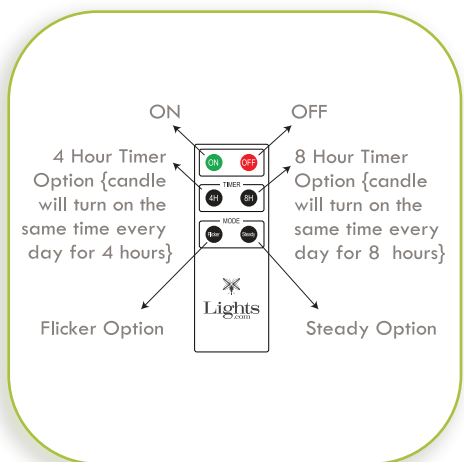 ON
OFF
4 Hour Timer
Option {candle
will turn on the
same time every
day for 4 hours}
8 Hour Timer
Option {candle
will turn on the
same time every
day for 8 hours}
ON OFF
TIMER
4H 8H
MODE
Flicker Steady
Lights
.com
Flicker Option
Steady Option